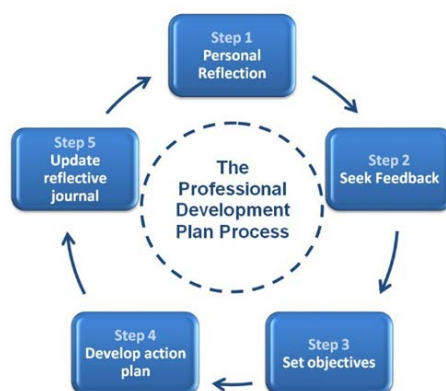 Step 1
Personal
Reflection
Step 2
Seek Feedback
Step 3
Set objectives
Step 4
Develop action
plan
Step 5
Update
reflective
journal
The
Professional
Development
Plan Process